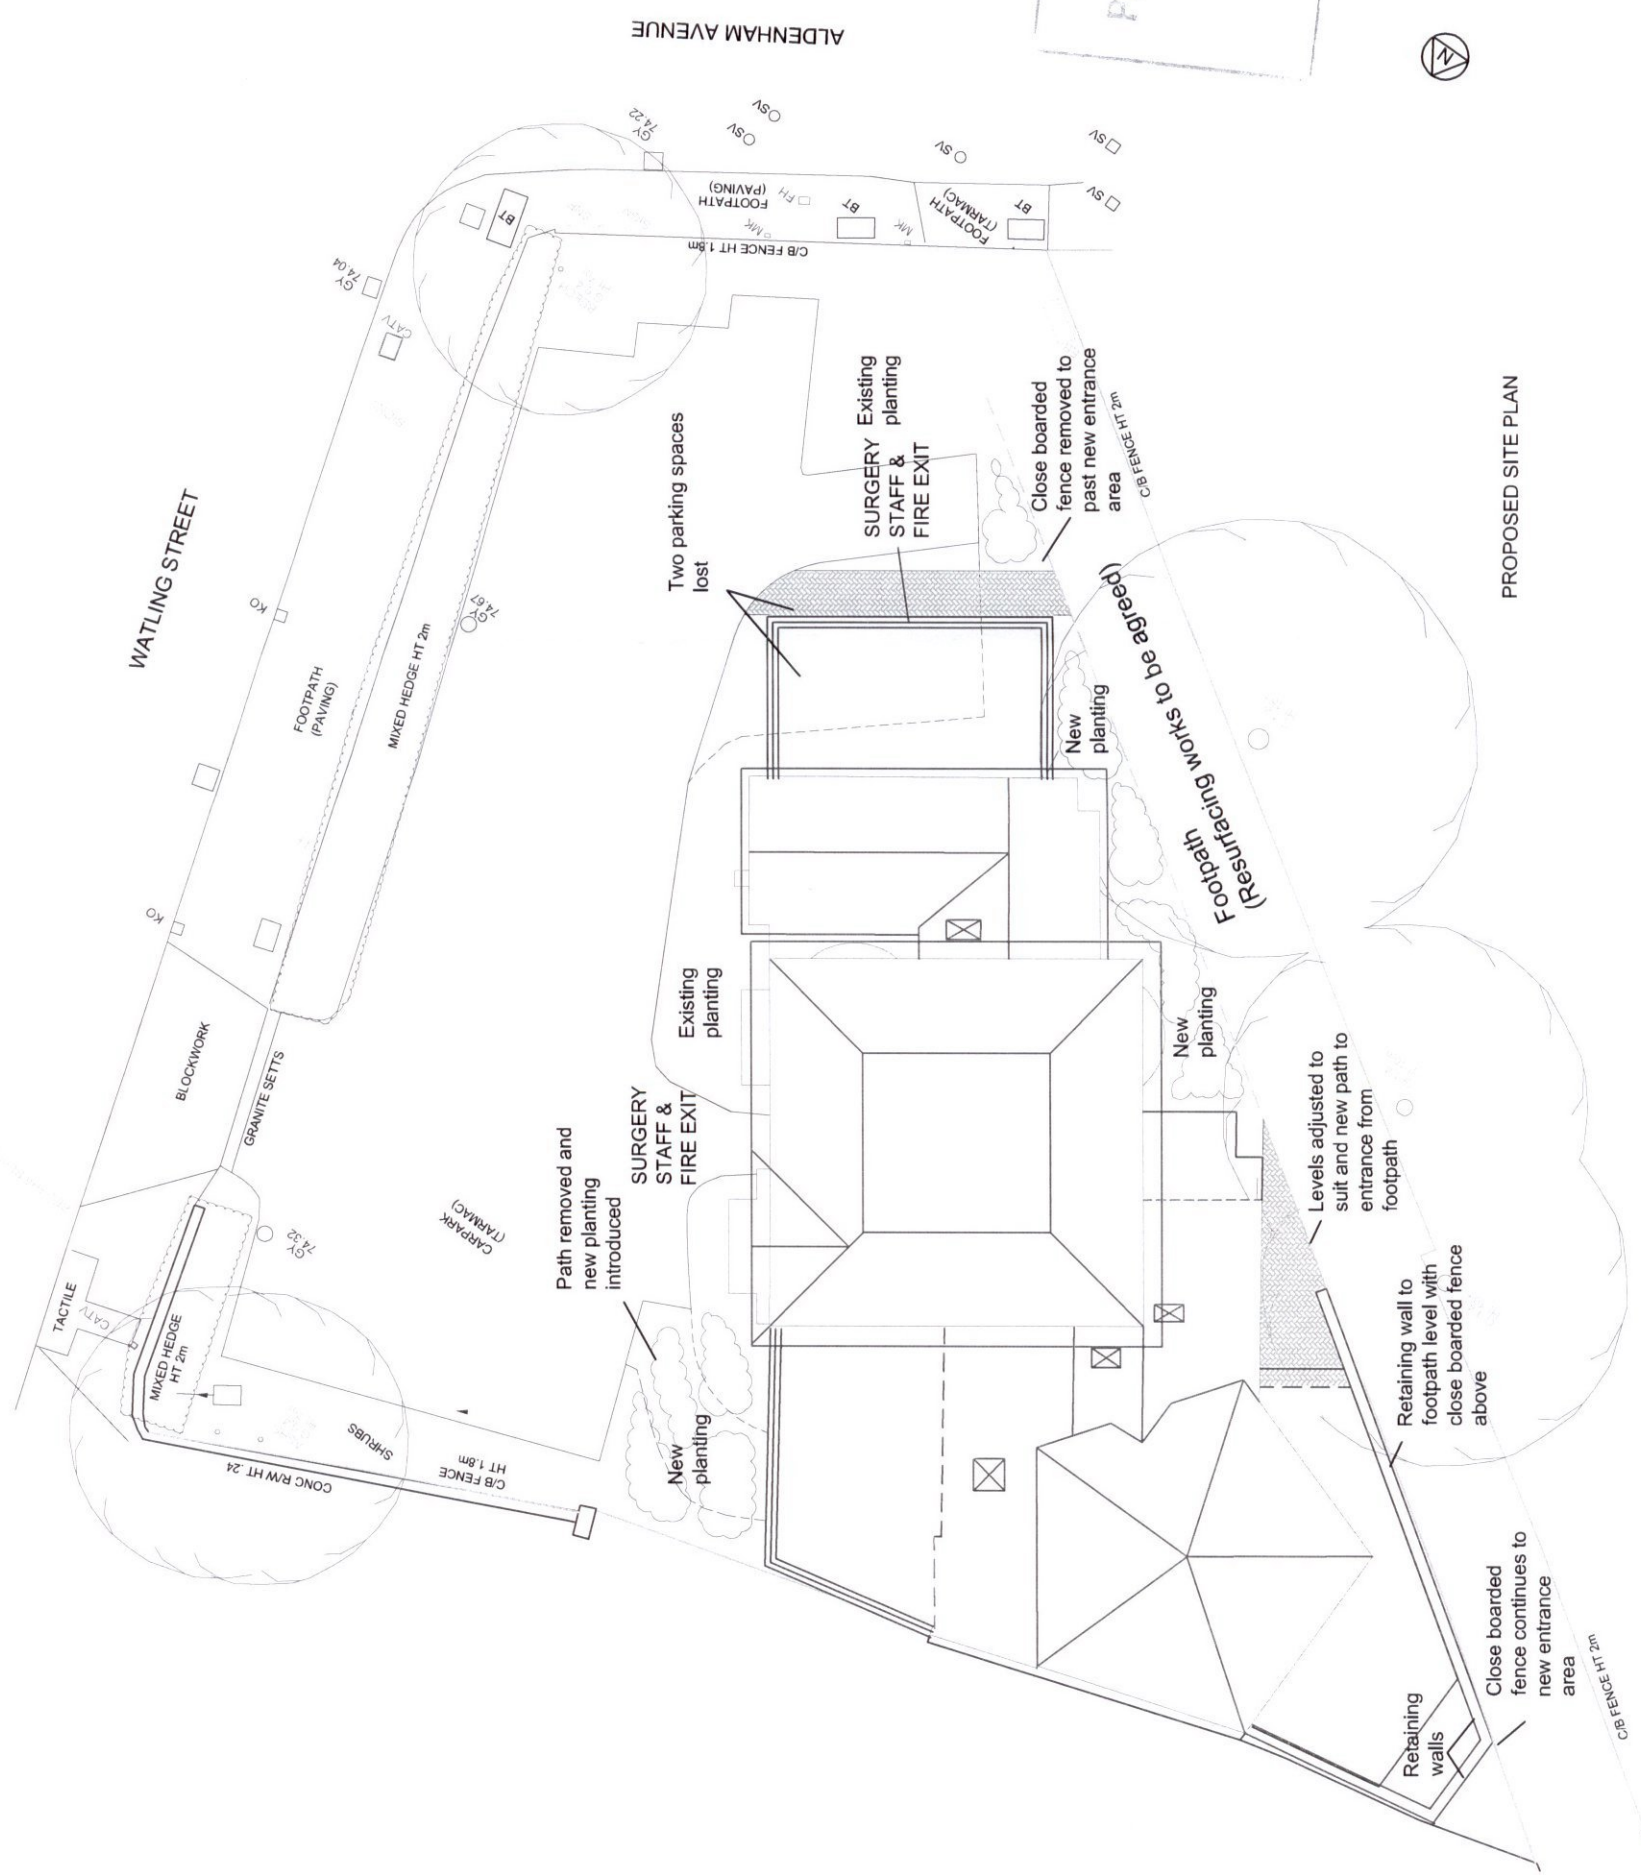 ALDENHAM AVENUE
WATLING STREET
N
SV
SV
SV
SV
SV
GY
74.22
FOOTPATH
(PAVING)
FH
MK
BT
MK
FOOTPATH
(TARMAC)
BT
BT
C/B FENCE HT 1.8m
GY
74.04
CATV
KO
GY
74.67
MIXED HEDGE HT 2m
FOOTPATH
(PAVING)
KO
BLOCKWORK
GRANITE SETTS
TACTILE
CATV
MIXED HEDGE
HT 2m
GY
74.32
CARPARK
(TARMAC)
SHRUBS
C/B FENCE
HT 1.8m
CONC R/W HT .24
Two parking spaces
lost
SURGERY
STAFF &
FIRE EXIT
Existing
planting
Close boarded
fence removed to
past new entrance
area
C/B FENCE HT 2m
PROPOSED SITE PLAN
New
planting
Footpath
(Resurfacing works to be agreed)
Existing
planting
New
planting
SURGERY
STAFF &
FIRE EXIT
Path removed and
new planting
introduced
New
planting
Levels adjusted to
suit and new path to
entrance from
footpath
Retaining wall to
footpath level with
close boarded fence
above
Close boarded
fence continues to
new entrance
area
Retaining
walls
C/B FENCE HT 2m